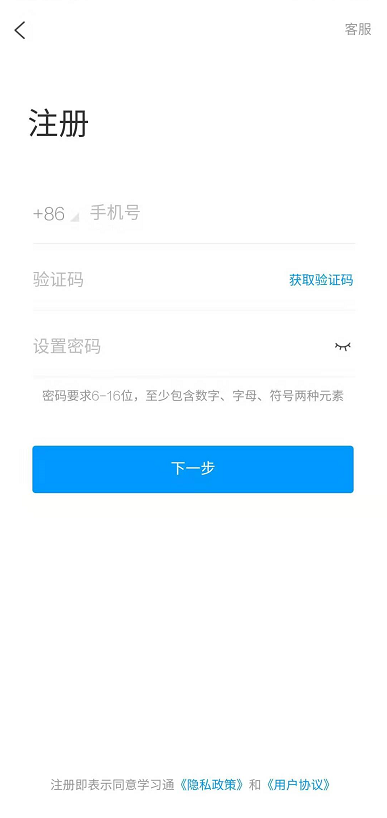 客服
注册
+86 手机号
验证码 获取验证码
设置密码
密码要求6-16位，至少包含数字、字母、符号两种元素
下一步
注册即表示同意学习通《隐私政策》和《用户协议》